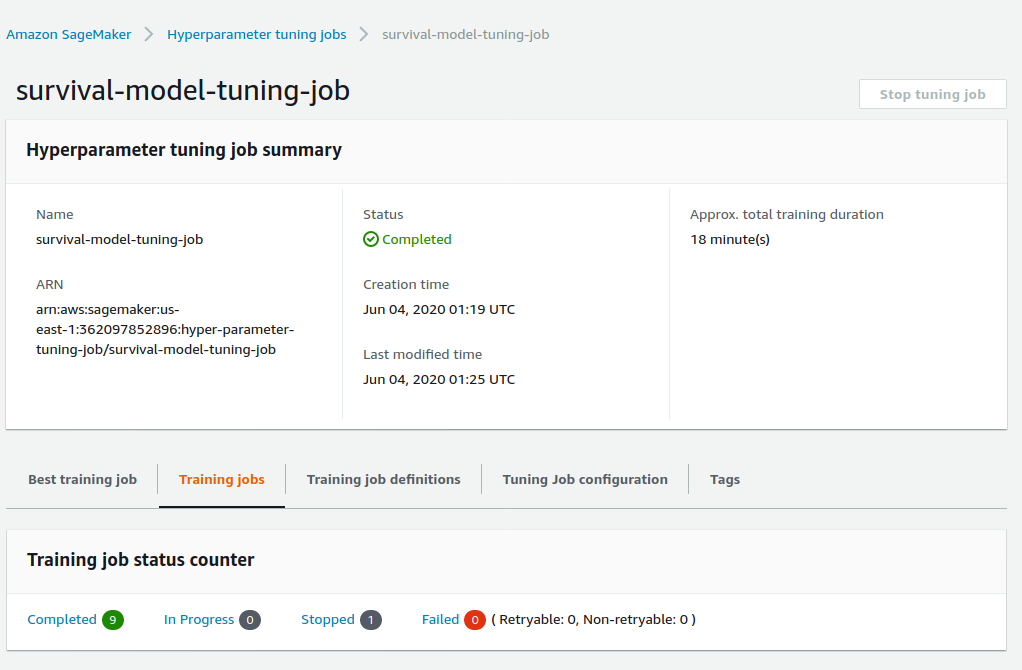 Amazon SageMaker > Hyperparameter tuning jobs > survival-model-tuning-job
survival-model-tuning-job
Stop tuning job
Hyperparameter tuning job summary
Name
survival-model-tuning-job
ARN
arn:aws:sagemaker:us-
east-1:362097852896:hyper-parameter-
tuning-job/survival-model-tuning-job
Status
Completed
Creation time
Jun 04, 2020 01:19 UTC
Last modified time
Jun 04, 2020 01:25 UTC
Approx. total training duration
18 minute(s)
Best training job
Training jobs
Training job definitions
Tuning Job configuration
Tags
Training job status counter
Completed 9
In Progress 0
Stopped 1
Failed 0 ( Retryable: 0, Non-retryable: 0 )